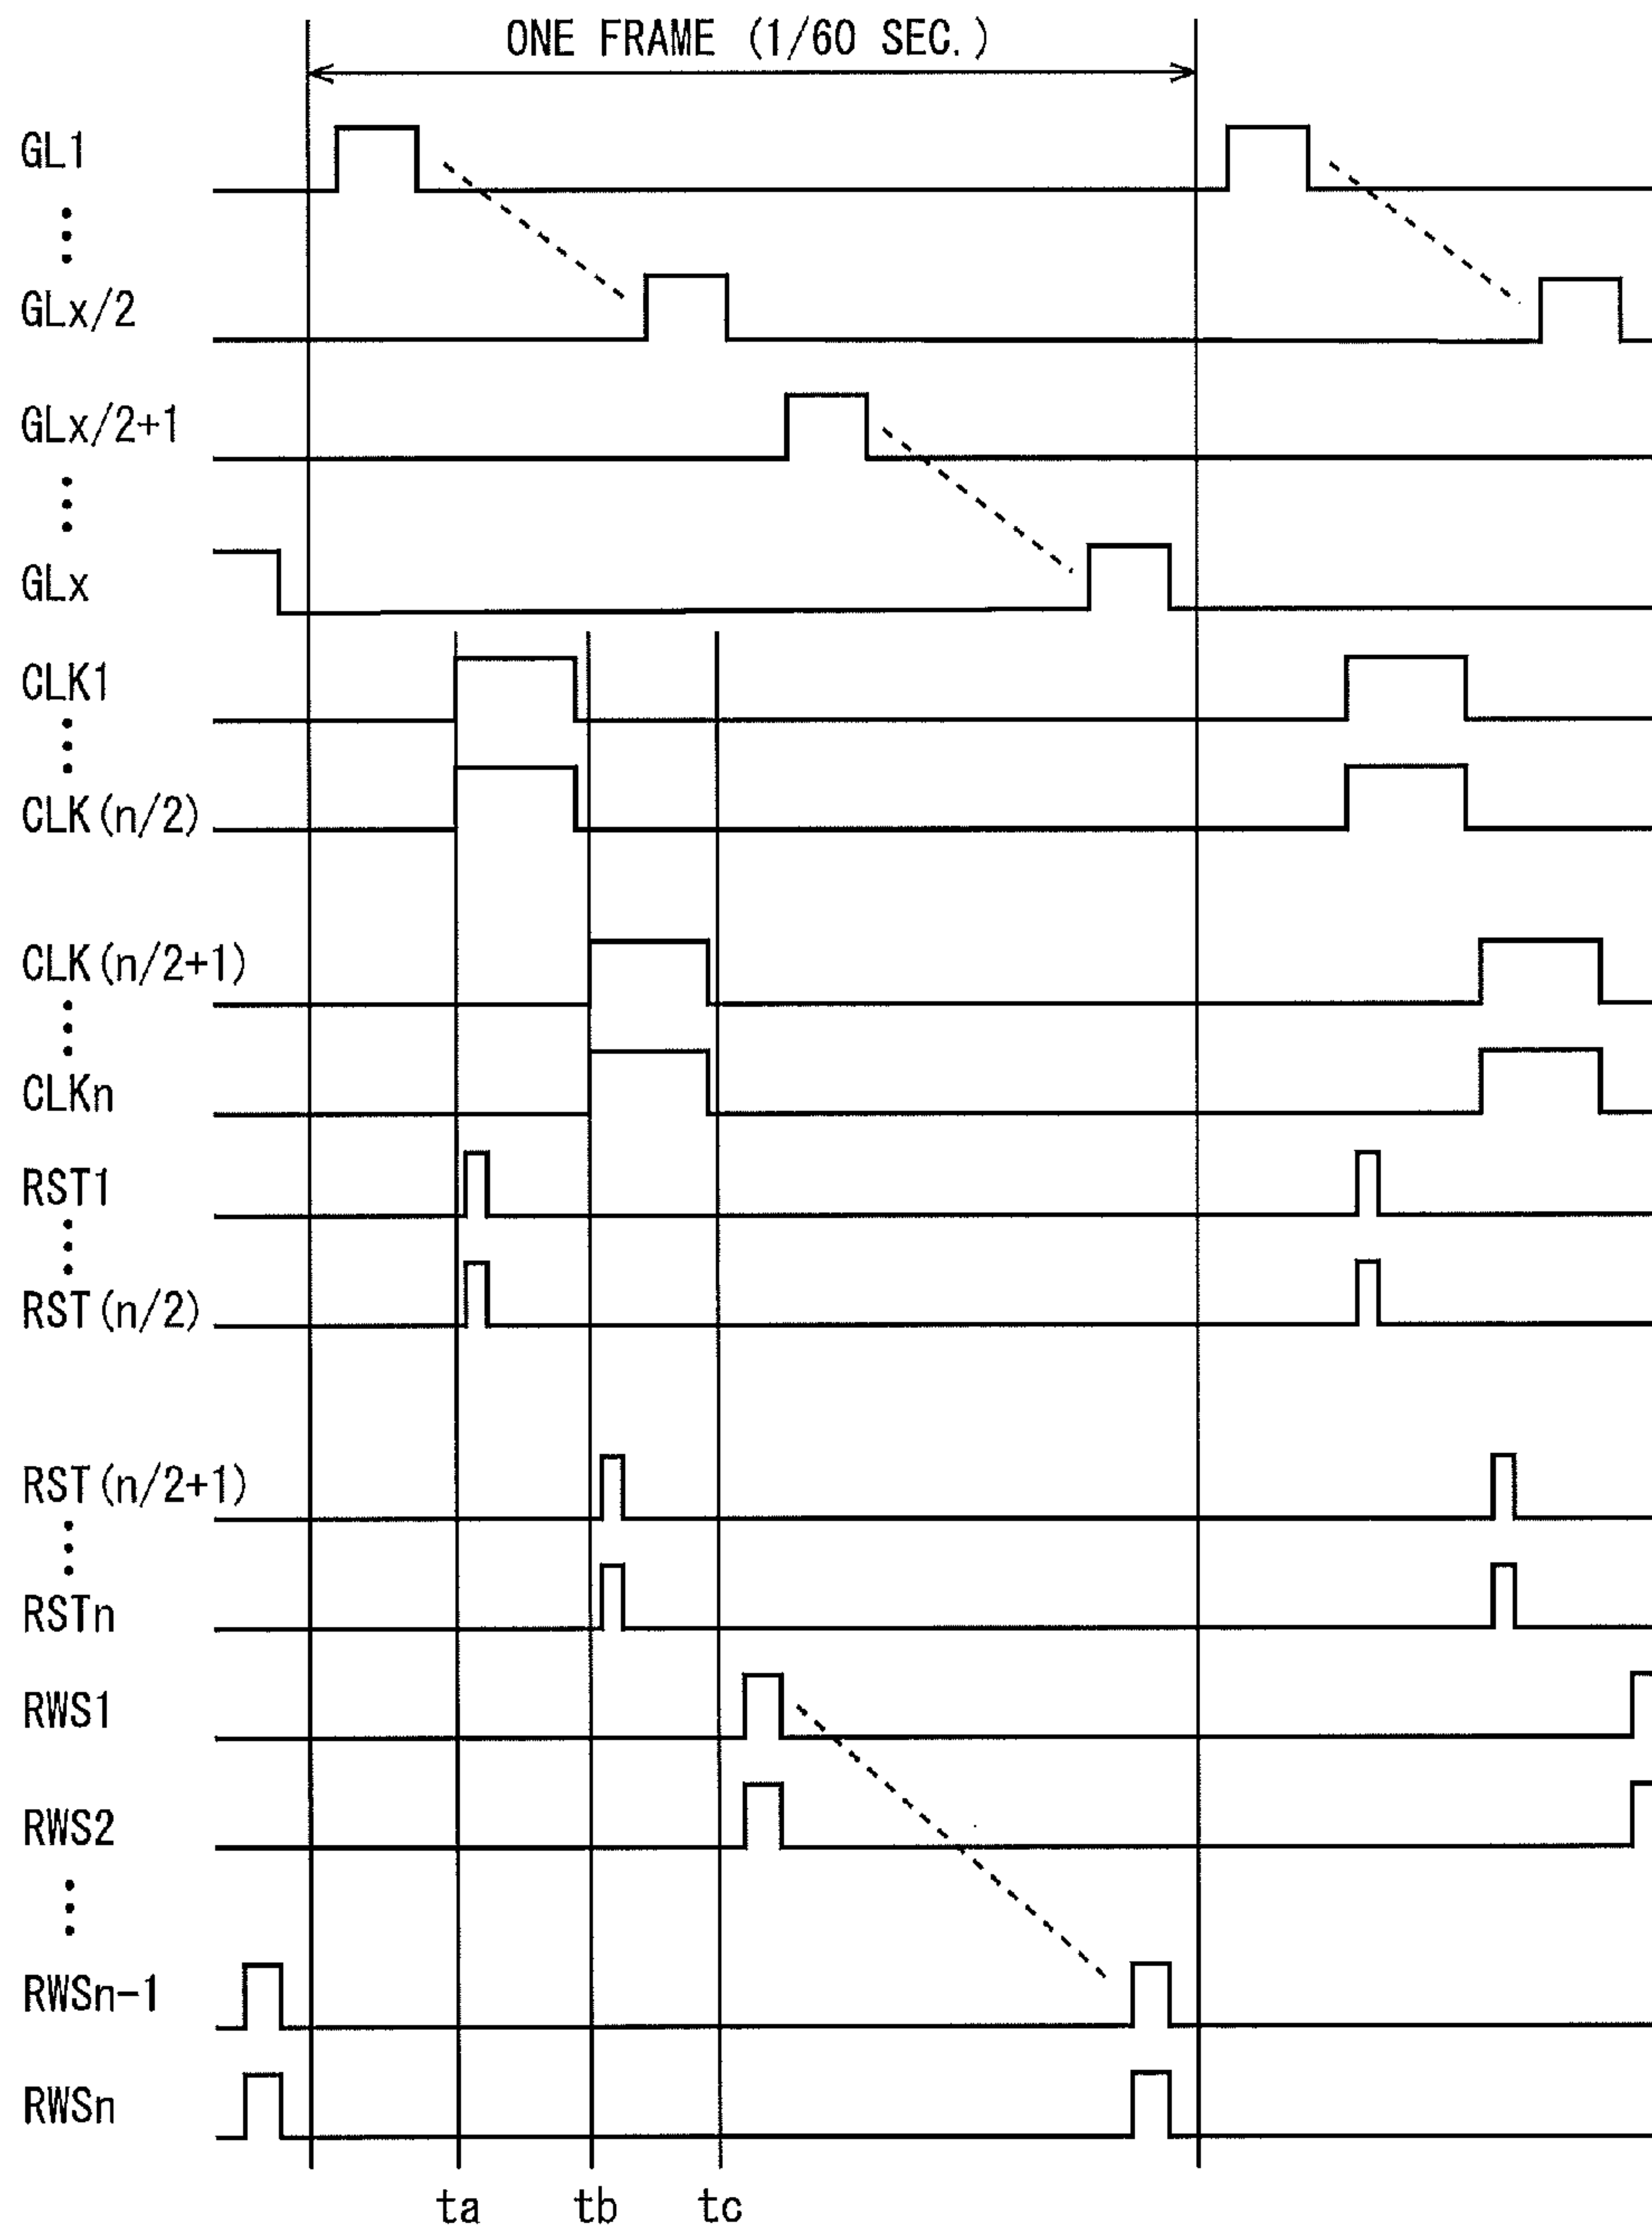 ONE FRAME (1/60 SEC.)
GL1
GLx/2
GLx/2+1
GLx
CLK1
CLK(n/2)
CLK(n/2+1)
CLKn
RST1
RST(n/2)
RST(n/2+1)
RSTn
RWS1
RWS2
RWSn-1
RWSn
ta tb tc